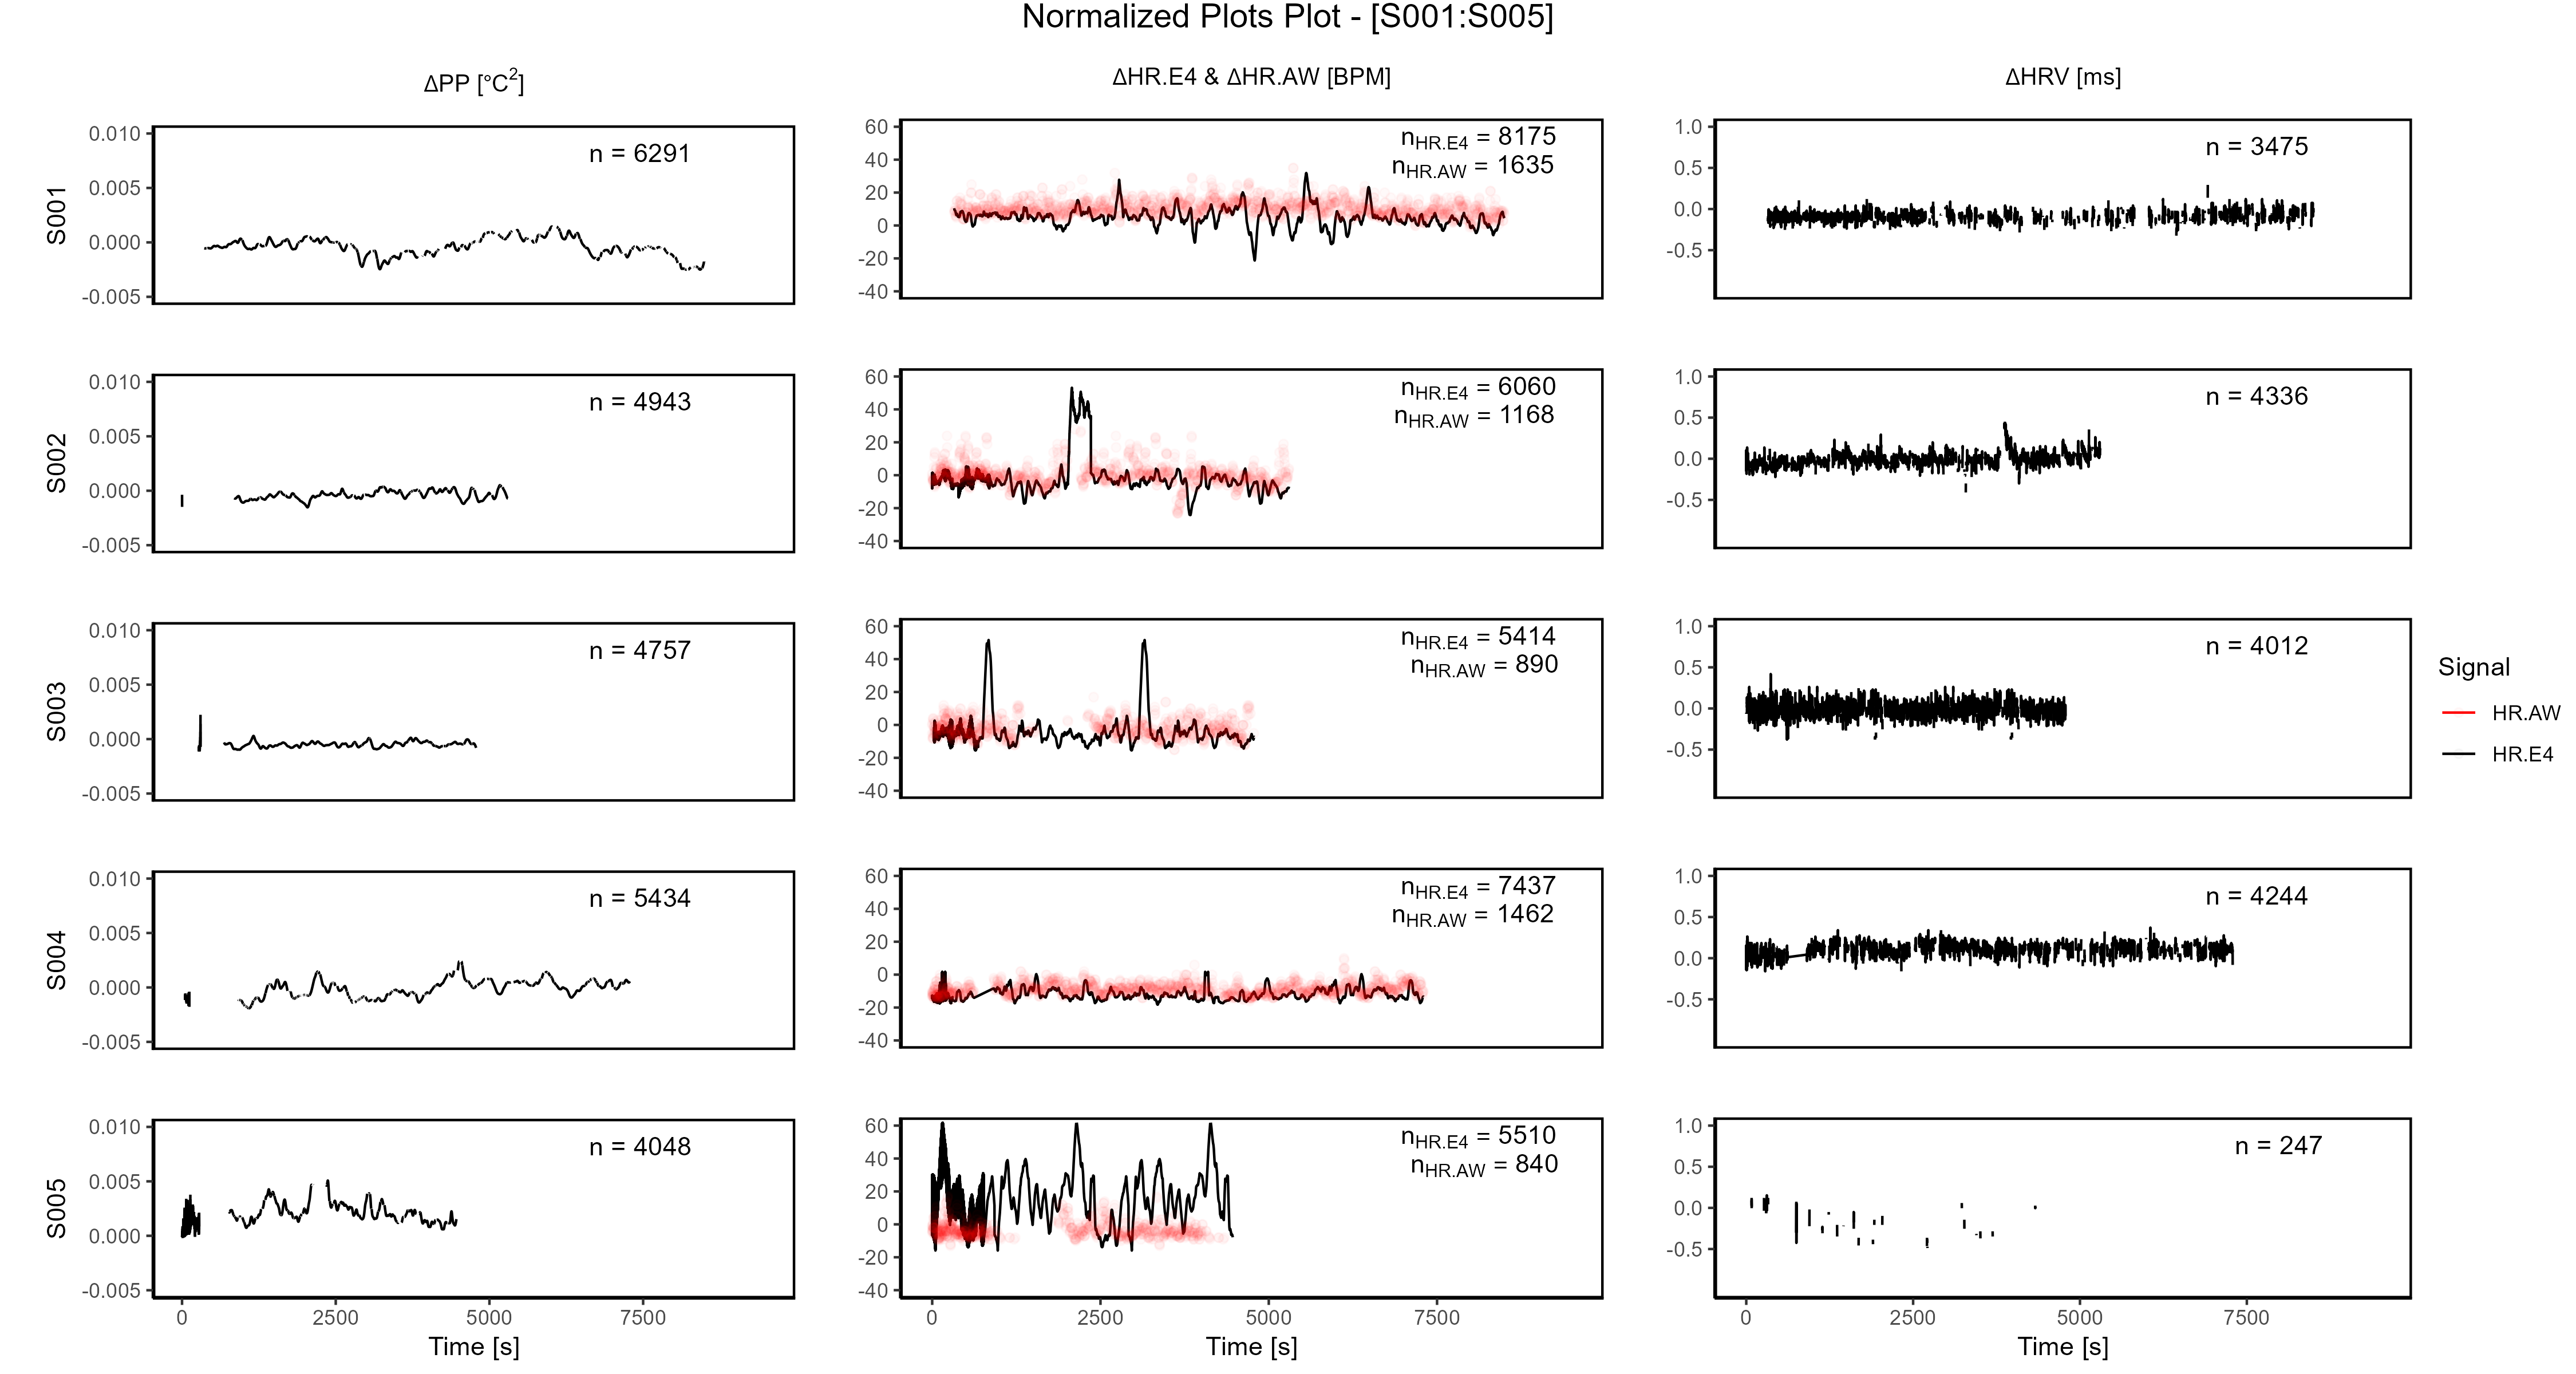 Normalized Plots Plot - [S001:S005]
ΔPP [°C²]
ΔHR.E4 & ΔHR.AW [BPM]
ΔHRV [ms]
S001
0.010
0.005
0.000
-0.005
n = 6291
60
40
20
0
-20
-40
nHR.E4 = 8175
nHR.AW = 1635
1.0
0.5
0.0
-0.5
n = 3475
S002
0.010
0.005
0.000
-0.005
n = 4943
60
40
20
0
-20
-40
nHR.E4 = 6060
nHR.AW = 1168
1.0
0.5
0.0
-0.5
n = 4336
S003
0.010
0.005
0.000
-0.005
n = 4757
60
40
20
0
-20
-40
nHR.E4 = 5414
nHR.AW = 890
1.0
0.5
0.0
-0.5
n = 4012
Signal
HR.AW
HR.E4
S004
0.010
0.005
0.000
-0.005
n = 5434
60
40
20
0
-20
-40
nHR.E4 = 7437
nHR.AW = 1462
1.0
0.5
0.0
-0.5
n = 4244
S005
0.010
0.005
0.000
-0.005
n = 4048
0 2500 5000 7500
Time [s]
60
40
20
0
-20
-40
nHR.E4 = 5510
nHR.AW = 840
0 2500 5000 7500
Time [s]
1.0
0.5
0.0
-0.5
n = 247
0 2500 5000 7500
Time [s]